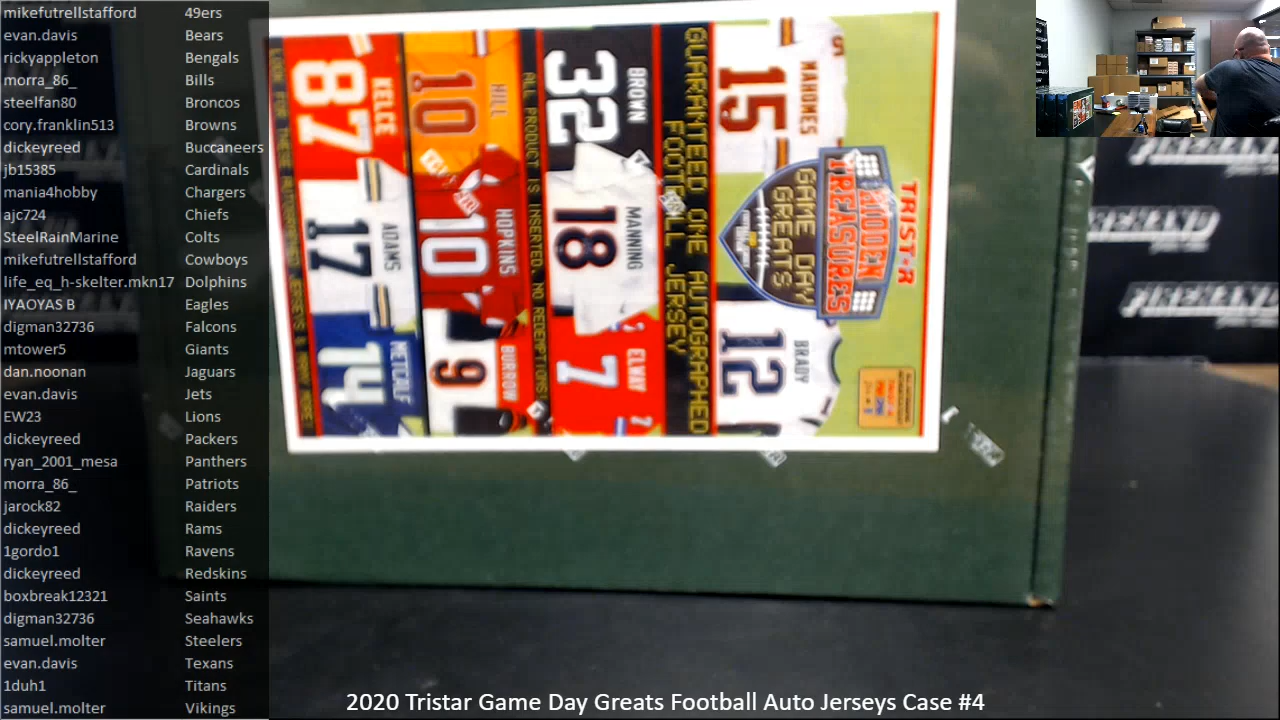 mikefutrellstafford 49ers
evan.davis Bears
rickyappleton Bengals
morra_86_ Bills
steelfan80 Broncos
cory.franklin513 Browns
dickeyreed Buccaneers
jb15385 Cardinals
mania4hobby Chargers
ajc724 Chiefs
SteelRainMarine Colts
mikefutrellstafford Cowboys
life_eq_h-skelter.mkn17 Dolphins
IYAOYAS B Eagles
digman32736 Falcons
mtower5 Giants
dan.noonan Jaguars
evan.davis Jets
EW23 Lions
dickeyreed Packers
ryan_2001_mesa Panthers
morra_86_ Patriots
jarock82 Raiders
dickeyreed Rams
1gordo1 Ravens
dickeyreed Redskins
boxbreak12321 Saints
digman32736 Seahawks
samuel.molter Steelers
evan.davis Texans
1duh1 Titans
samuel.molter Vikings
TRISTAR
HIDDEN
TREASURES
GAME DAY
GREATS
MAHOMES
15
BRADY
12
GUARANTEED ONE AUTOGRAPHED
FOOTBALL JERSEY
BROWN
32
MANNING
18
ELWAY
7
ALL PRODUCT IS INSERTED, NO REDEMPTIONS!
HILL
10
HOPKINS
10
BURROW
9
KELCE
87
ADAMS
17
METCALF
14
2020 Tristar Game Day Greats Football Auto Jerseys Case #4